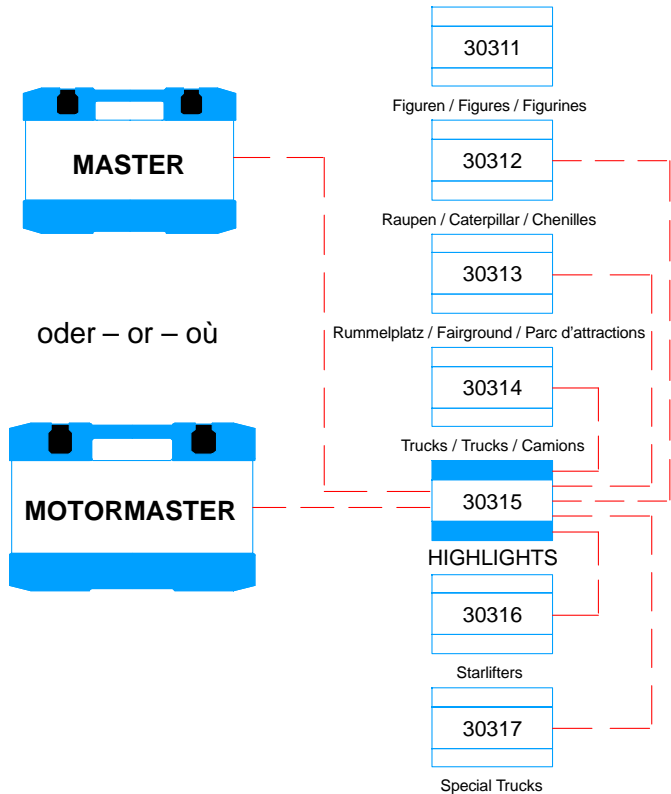 30311
Figuren / Figures / Figurines
MASTER
30312
Raupen / Caterpillar / Chenilles
30313
oder – or – où
Rummelplatz / Fairground / Parc d'attractions
30314
Trucks / Trucks / Camions
MOTORMASTER
30315
HIGHLIGHTS
30316
Starlifters
30317
Special Trucks